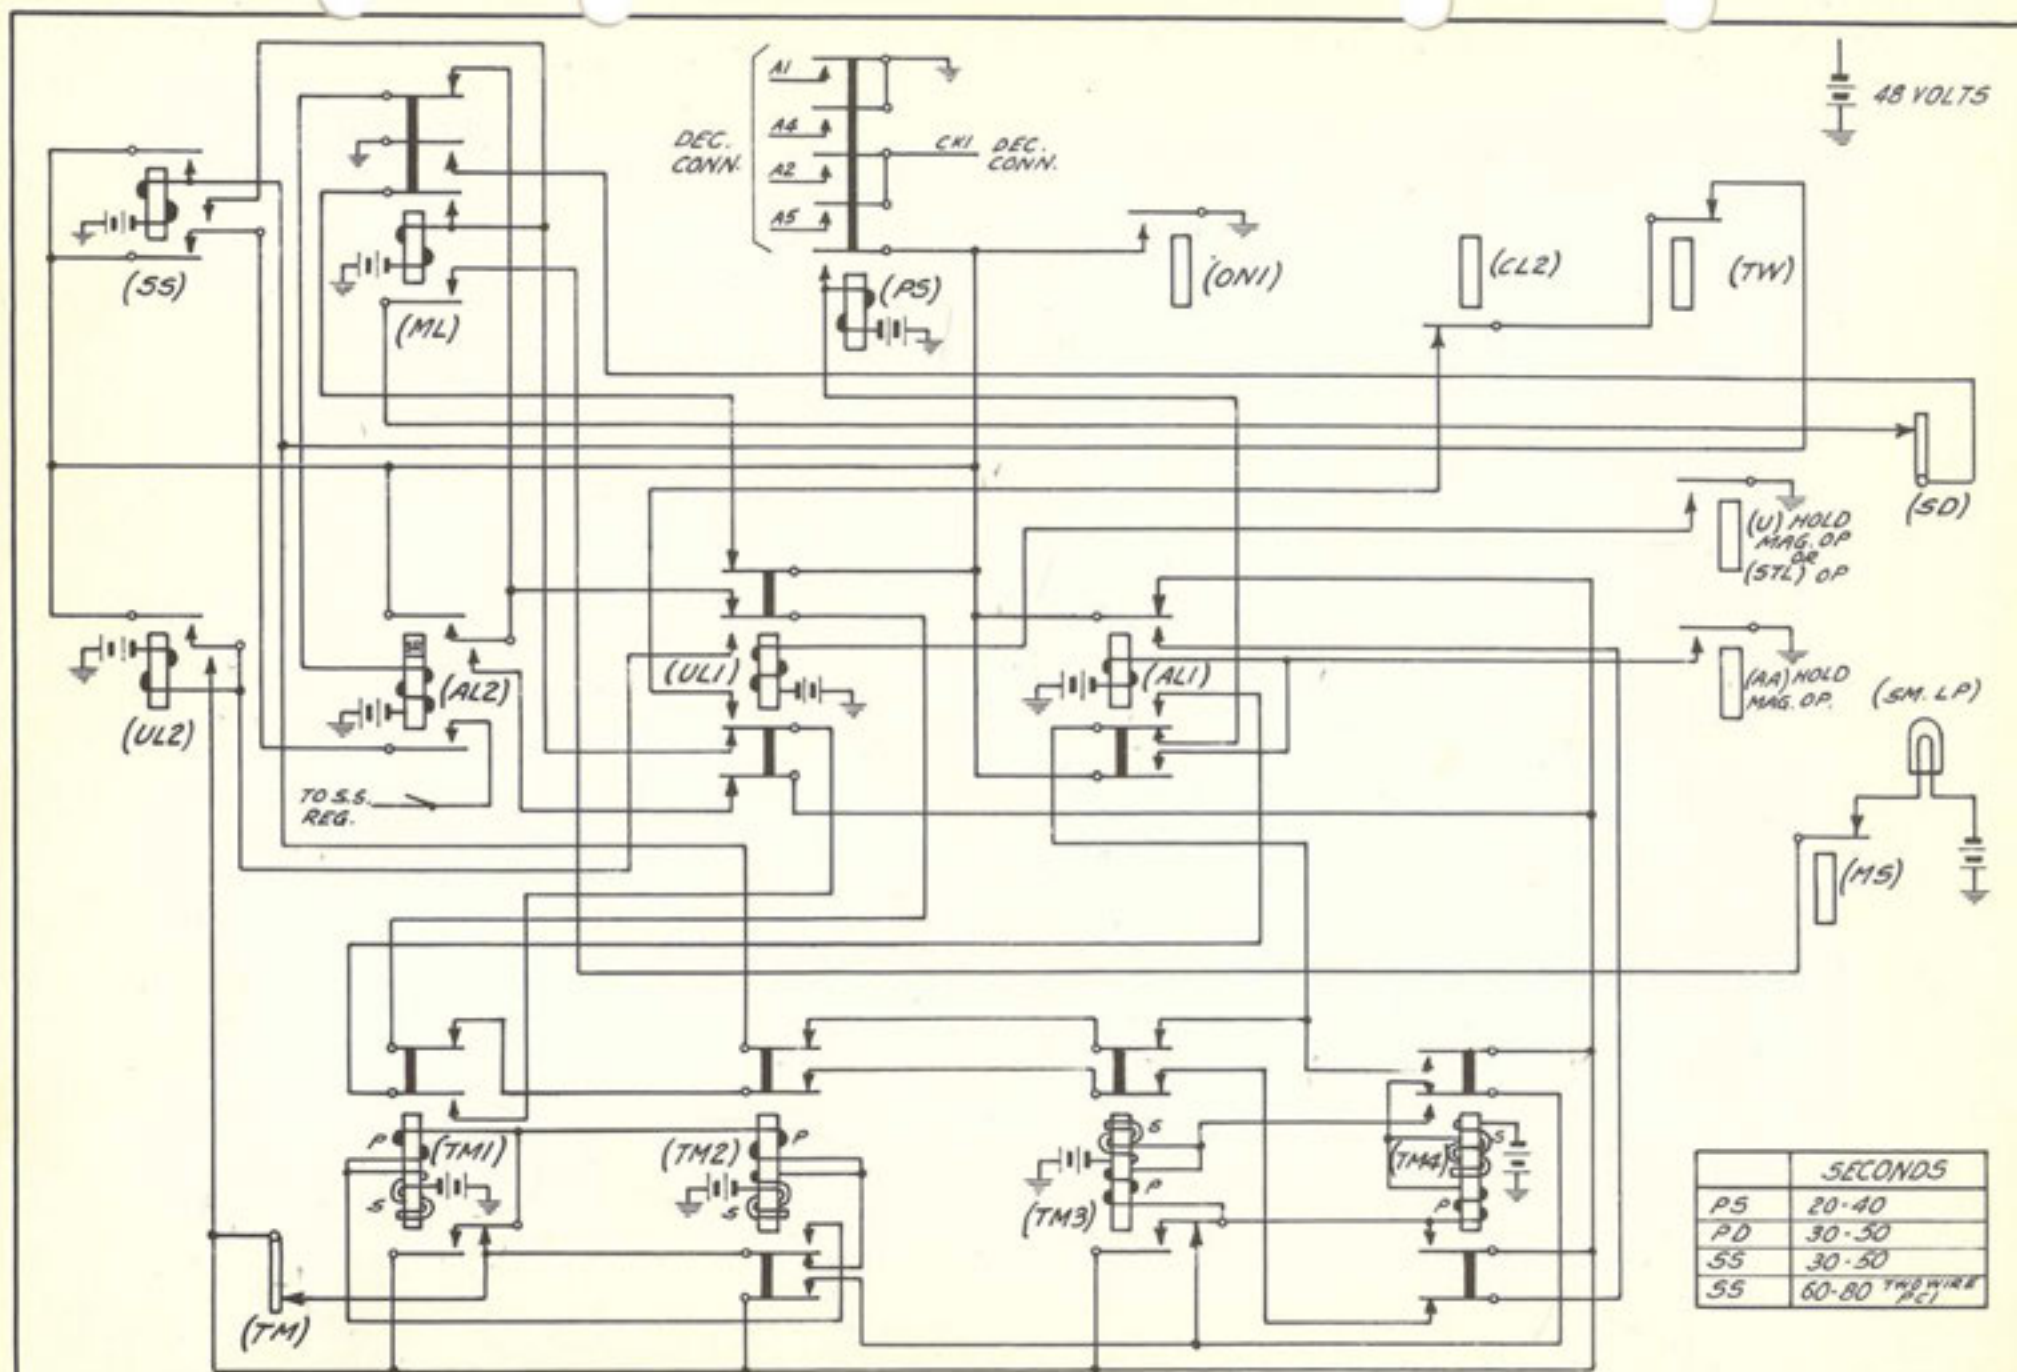 A1
A4
A2
A5
DEC.
CONN.
CK1 DEC.
CONN.
48 VOLTS
(SS)
(ML)
(PS)
(ON1)
(CL2)
(TW)
(SD)
(U) HOLD
MAG. OP
OR
(STL) OP
(UL2)
(AL2)
(UL1)
(AL1)
(AA) HOLD
MAG. OP.
(SM. LP)
TO S.S.
REG.
(MS)
P
(TM1)
S
(TM2)
P
S
S
P
(TM3)
(TM4)
S
P
(TM)
SECONDS
PS 20-40
PD 30-50
SS 30-50
SS 60-80 TWO WIRE
PCI